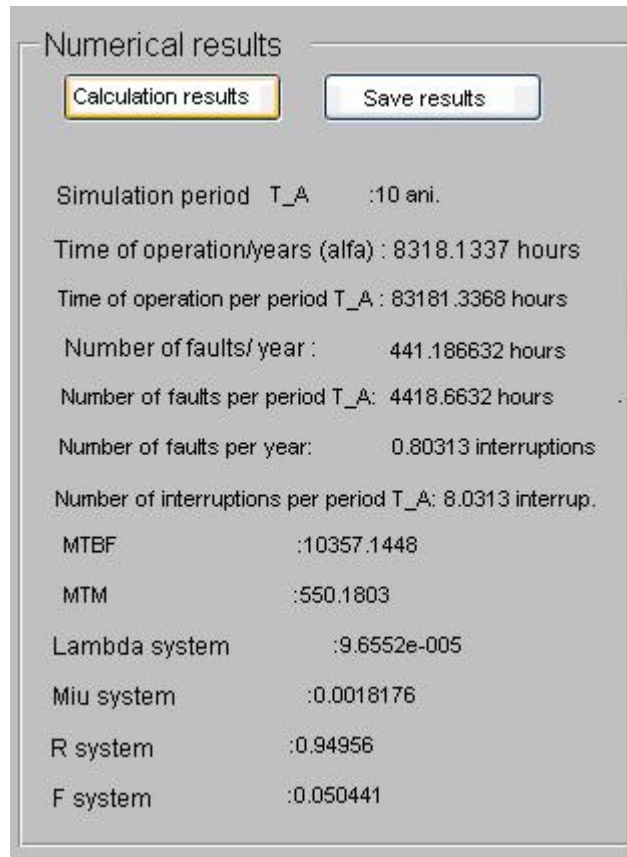 Numerical results
Calculation results Save results
Simulation period T_A :10 ani.
Time of operation/years (alfa) : 8318.1337 hours
Time of operation per period T_A : 83181.3368 hours
Number of faults/ year : 441.186632 hours
Number of faults per period T_A: 4418.6632 hours
Number of faults per year: 0.80313 interruptions
Number of interruptions per period T_A: 8.0313 interrup.
MTBF :10357.1448
MTM :550.1803
Lambda system :9.6552e-005
Miu system :0.0018176
R system :0.94956
F system :0.050441